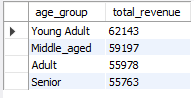 age_group total_revenue
Young Adult 62143
Middle_aged 59197
Adult 55978
Senior 55763